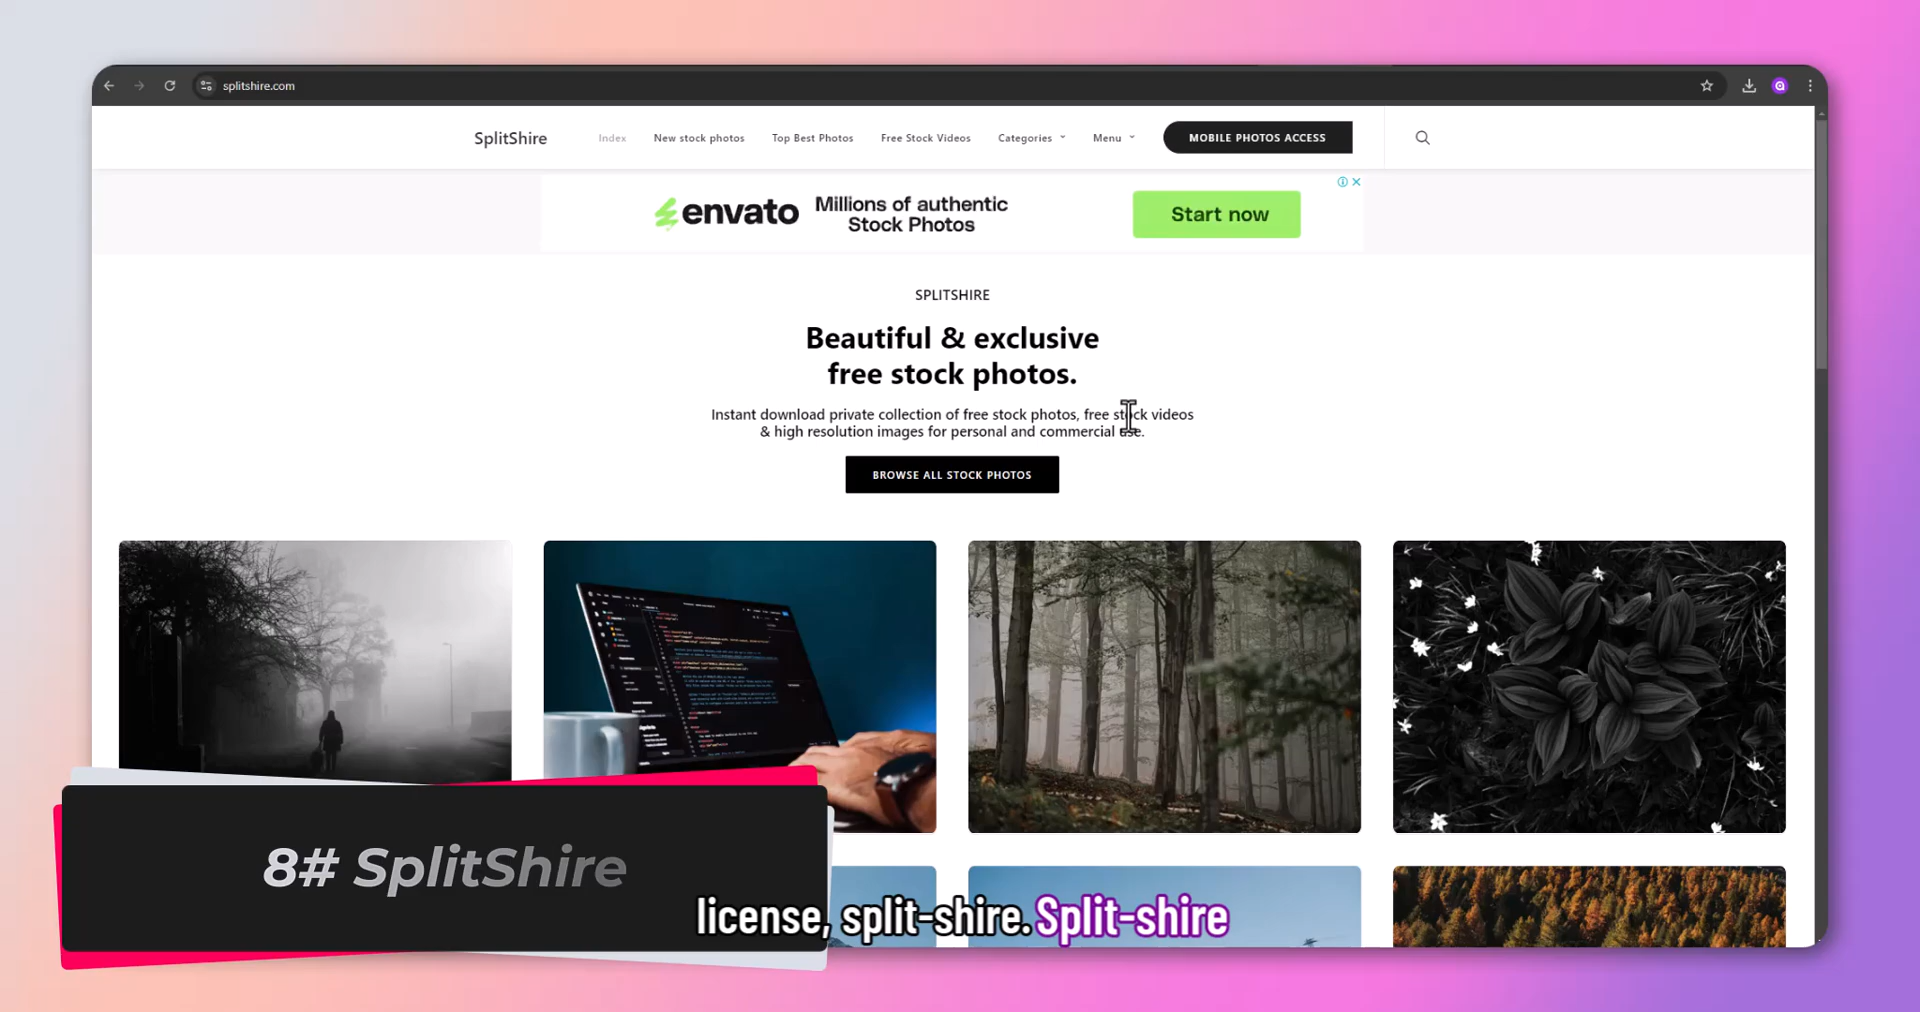 splitshire.com
SplitShire
Index
New stock photos
Top Best Photos
Free Stock Videos
Categories
Menu
MOBILE PHOTOS ACCESS
envato
Millions of authentic
Stock Photos
Start now
SPLITSHIRE
Beautiful & exclusive
free stock photos.
Instant download private collection of free stock photos, free stock videos
& high resolution images for personal and commercial use.
BROWSE ALL STOCK PHOTOS
8# SplitShire
license, split-shire. Split-shire